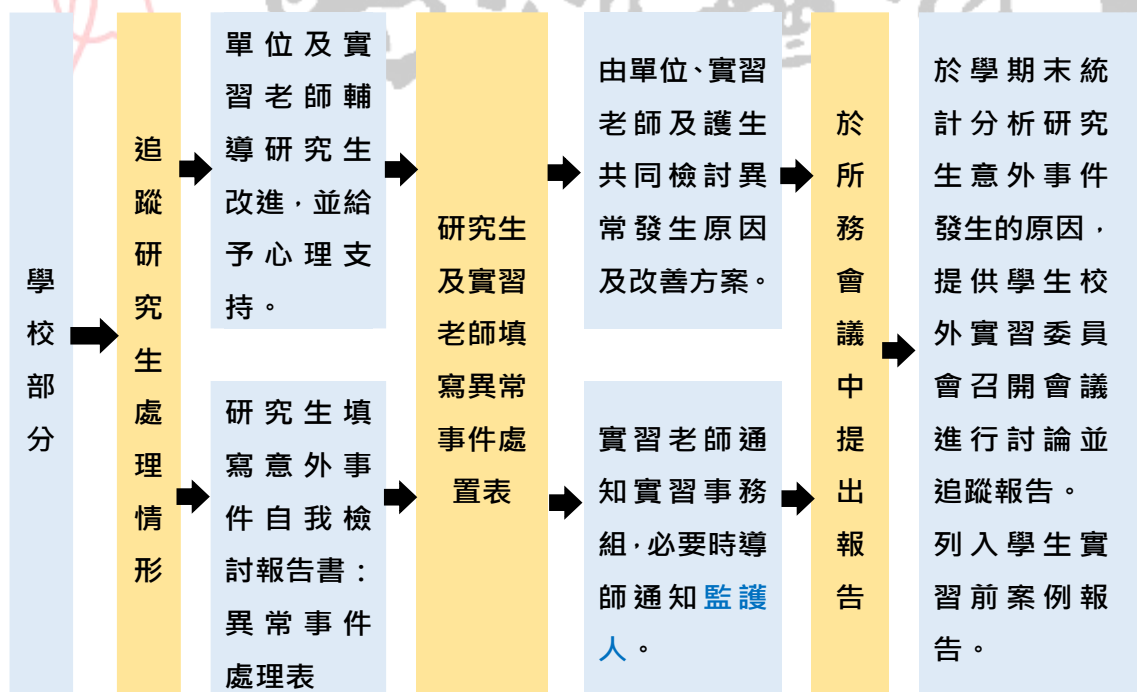 學
校
部
分
追
蹤
研
究
生
處
理
情
形
單位及實
習老師輔
導研究生
改進，並給
予心理支
持。
研究生填
寫意外事
件自我檢
討報告書：
異常事件
處理表
研究生
及實習
老師填
寫異常
事件處
置表
由單位、實習
老師及護生
共同檢討異
常發生原因
及改善方案。
實習老師通
知實習事務
組，必要時導
師通知監護
人。
於
所
務
會
議
中
提
出
報
告
於學期末統
計分析研究
生意外事件
發生的原因，
提供學生校
外實習委員
會召開會議
進行討論並
追蹤報告。
列入學生實
習前案例報
告。